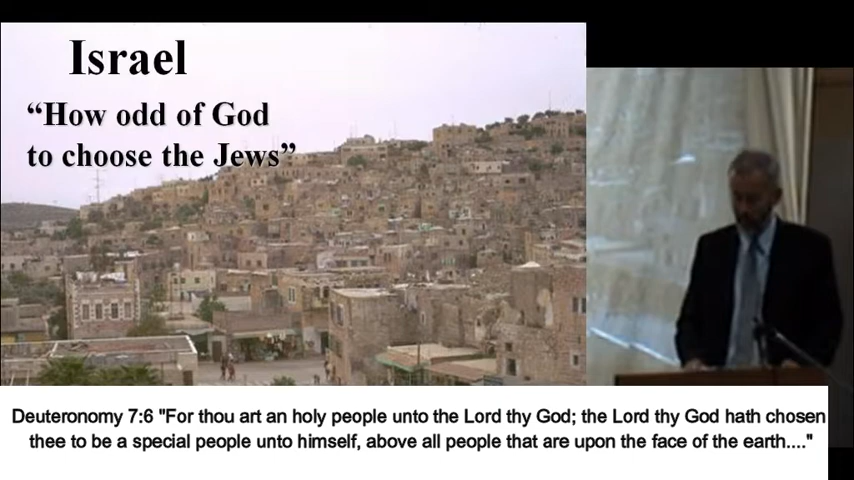 Israel
“How odd of God
to choose the Jews”
Deuteronomy 7:6 "For thou art an holy people unto the Lord thy God; the Lord thy God hath chosen
thee to be a special people unto himself, above all people that are upon the face of the earth...."